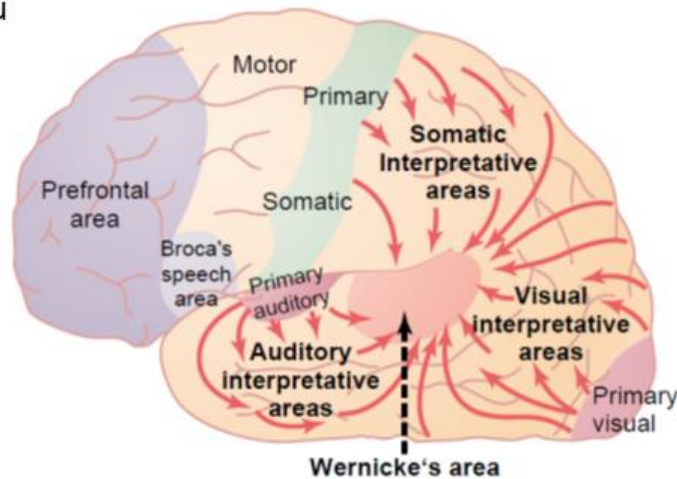 u
Motor
Primary
Somatic
Interpretative
areas
Prefrontal
area
Somatic
Broca's
speech
area
Primary
auditory
Visual
interpretative
areas
Auditory
interpretative
areas
Primary
visual
Wernicke‘s area